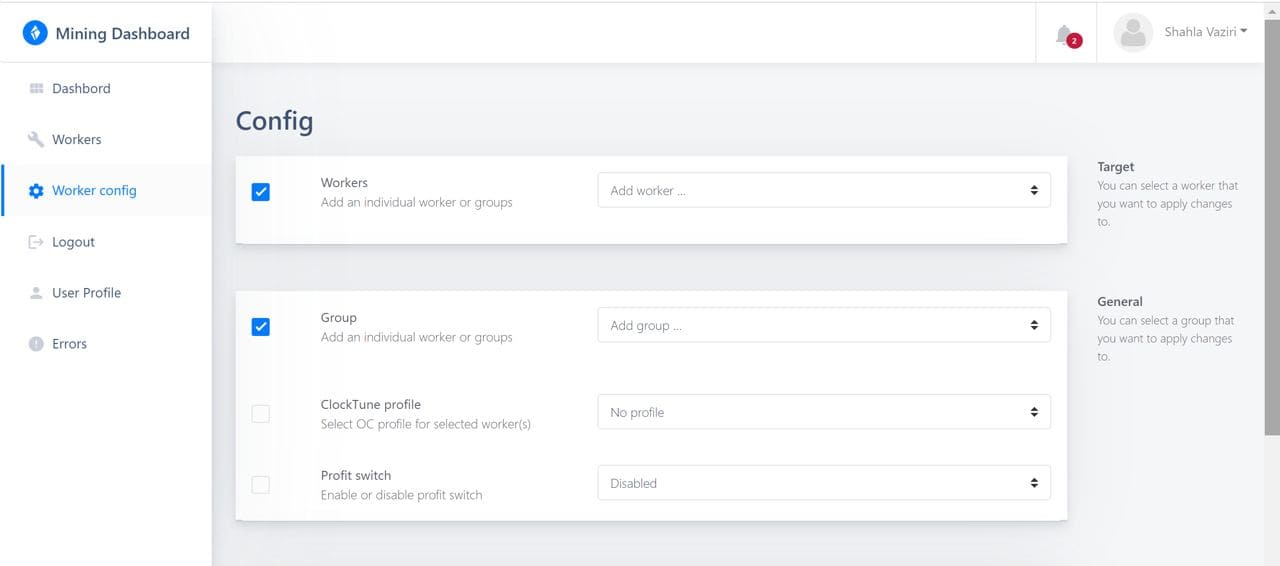 Mining Dashboard
2
Shahla Vaziri
Dashbord
Workers
Worker config
Logout
User Profile
Errors
Config
Workers
Add an individual worker or groups
Add worker ...
Target
You can select a worker that
you want to apply changes
to.
Group
Add an individual worker or groups
Add group ...
General
You can select a group that
you want to apply changes
to.
ClockTune profile
Select OC profile for selected worker(s)
No profile
Profit switch
Enable or disable profit switch
Disabled